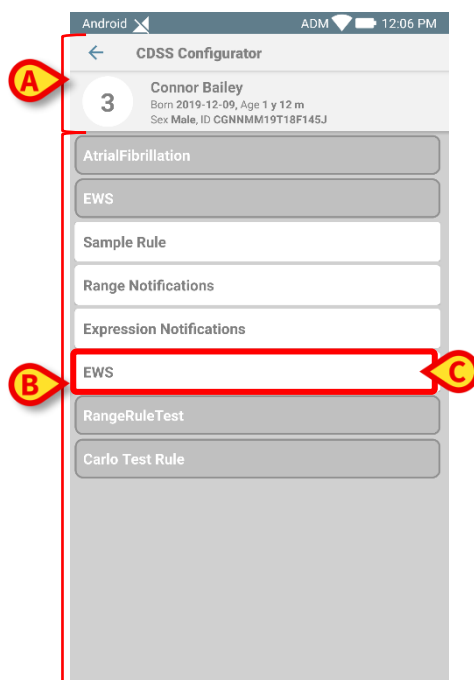 Android ADM 12:06 PM
CDSS Configurator
A
3
Connor Bailey
Born 2019-12-09, Age 1 y 12 m
Sex Male, ID CGNNMM19T18F145J
AtrialFibrillation
EWS
Sample Rule
Range Notifications
Expression Notifications
EWS
B
C
RangeRuleTest
Carlo Test Rule